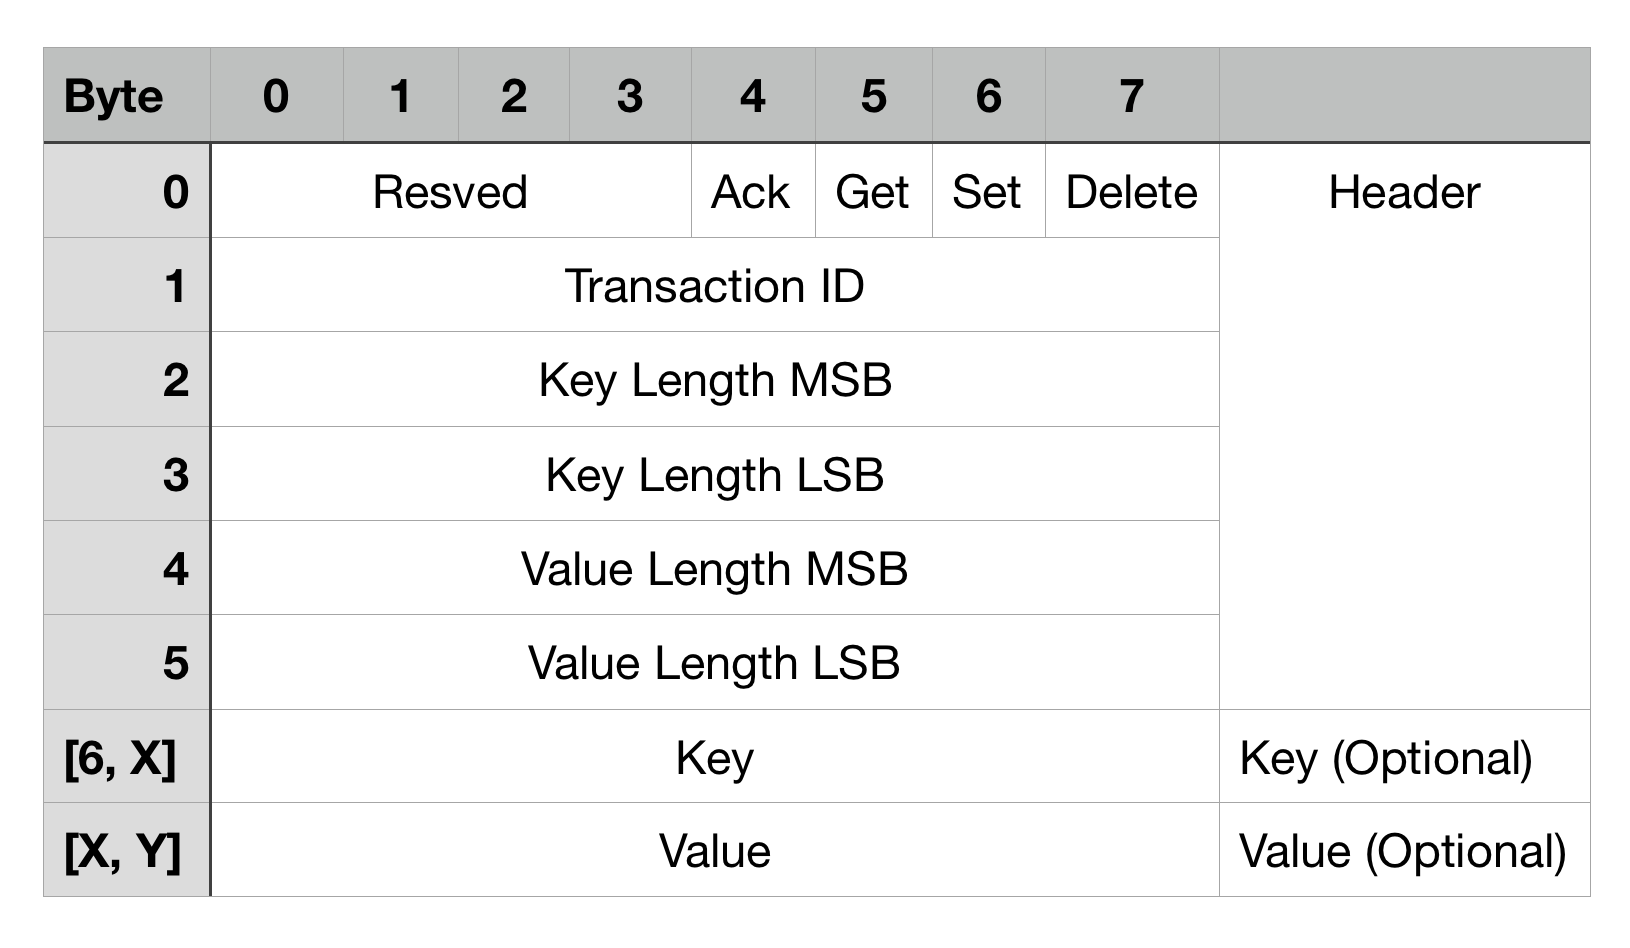 Byte 0 1 2 3 4 5 6 7
0 Resved Ack Get Set Delete Header
1 Transaction ID
2 Key Length MSB
3 Key Length LSB
4 Value Length MSB
5 Value Length LSB
[6, X] Key Key (Optional)
[X, Y] Value Value (Optional)